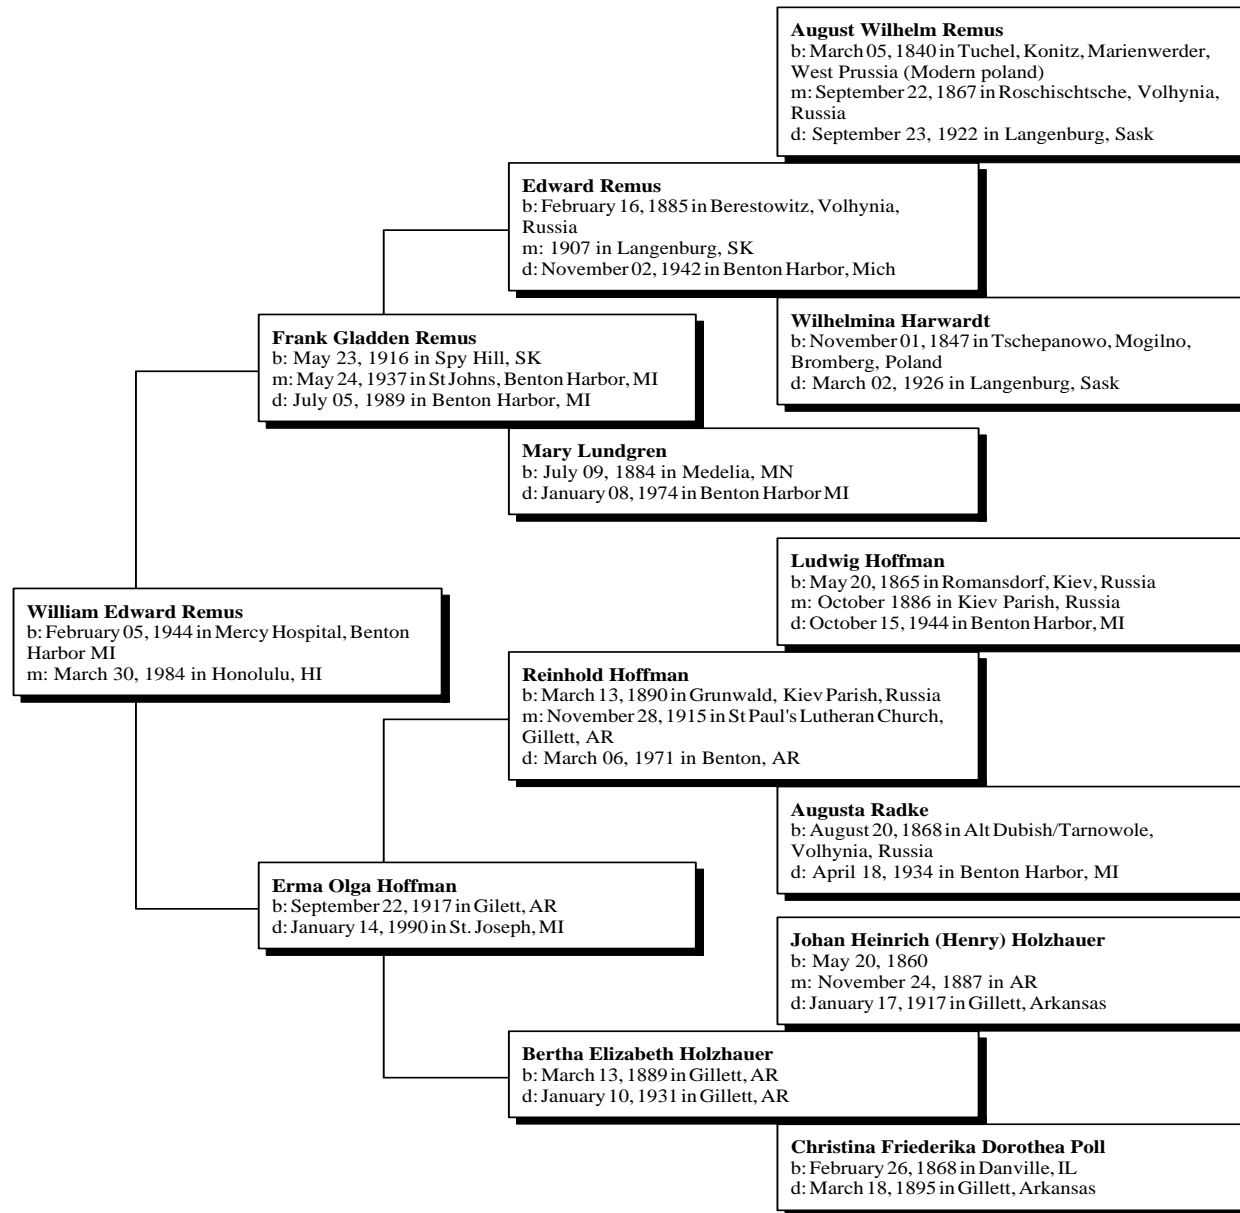 August Wilhelm Remus
b: March 05, 1840 in Tuchel, Konitz, Marienwerder,
West Prussia (Modern poland)
m: September 22, 1867 in Roschischtsche, Volhynia,
Russia
d: September 23, 1922 in Langenburg, Sask
Edward Remus
b: February 16, 1885 in Berestowitz, Volhynia,
Russia
m: 1907 in Langenburg, SK
d: November 02, 1942 in Benton Harbor, Mich
Wilhelmina Harwardt
b: November 01, 1847 in Tschepanowo, Mogilno,
Bromberg, Poland
d: March 02, 1926 in Langenburg, Sask
Frank Gladden Remus
b: May 23, 1916 in Spy Hill, SK
m: May 24, 1937 in St Johns, Benton Harbor, MI
d: July 05, 1989 in Benton Harbor, MI
Mary Lundgren
b: July 09, 1884 in Medelia, MN
d: January 08, 1974 in Benton Harbor MI
Ludwig Hoffman
b: May 20, 1865 in Romansdorf, Kiev, Russia
m: October 1886 in Kiev Parish, Russia
d: October 15, 1944 in Benton Harbor, MI
William Edward Remus
b: February 05, 1944 in Mercy Hospital, Benton
Harbor MI
m: March 30, 1984 in Honolulu, HI
Reinhold Hoffman
b: March 13, 1890 in Grunwald, Kiev Parish, Russia
m: November 28, 1915 in St Paul's Lutheran Church,
Gillett, AR
d: March 06, 1971 in Benton, AR
Augusta Radke
b: August 20, 1868 in Alt Dubish/Tarnowole,
Volhynia, Russia
d: April 18, 1934 in Benton Harbor, MI
Erma Olga Hoffman
b: September 22, 1917 in Gilett, AR
d: January 14, 1990 in St. Joseph, MI
Johan Heinrich (Henry) Holzhauer
b: May 20, 1860
m: November 24, 1887 in AR
d: January 17, 1917 in Gillett, Arkansas
Bertha Elizabeth Holzhauer
b: March 13, 1889 in Gillett, AR
d: January 10, 1931 in Gillett, AR
Christina Friederika Dorothea Poll
b: February 26, 1868 in Danville, IL
d: March 18, 1895 in Gillett, Arkansas